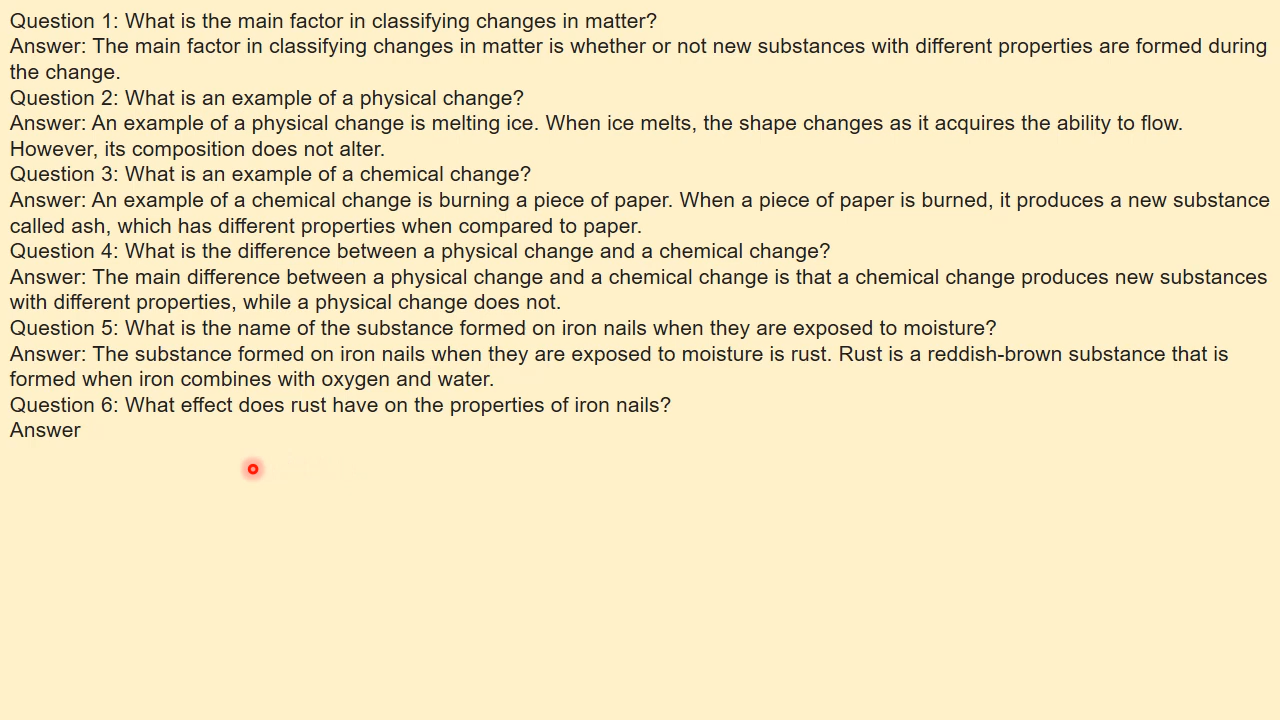 Question 1: What is the main factor in classifying changes in matter?
Answer: The main factor in classifying changes in matter is whether or not new substances with different properties are formed during
the change.
Question 2: What is an example of a physical change?
Answer: An example of a physical change is melting ice. When ice melts, the shape changes as it acquires the ability to flow.
However, its composition does not alter.
Question 3: What is an example of a chemical change?
Answer: An example of a chemical change is burning a piece of paper. When a piece of paper is burned, it produces a new substance
called ash, which has different properties when compared to paper.
Question 4: What is the difference between a physical change and a chemical change?
Answer: The main difference between a physical change and a chemical change is that a chemical change produces new substances
with different properties, while a physical change does not.
Question 5: What is the name of the substance formed on iron nails when they are exposed to moisture?
Answer: The substance formed on iron nails when they are exposed to moisture is rust. Rust is a reddish-brown substance that is
formed when iron combines with oxygen and water.
Question 6: What effect does rust have on the properties of iron nails?
Answer